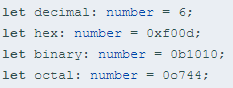 let decimal: number = 6;
let hex: number = 0xf00d;
let binary: number = 0b1010;
let octal: number = 0o744;